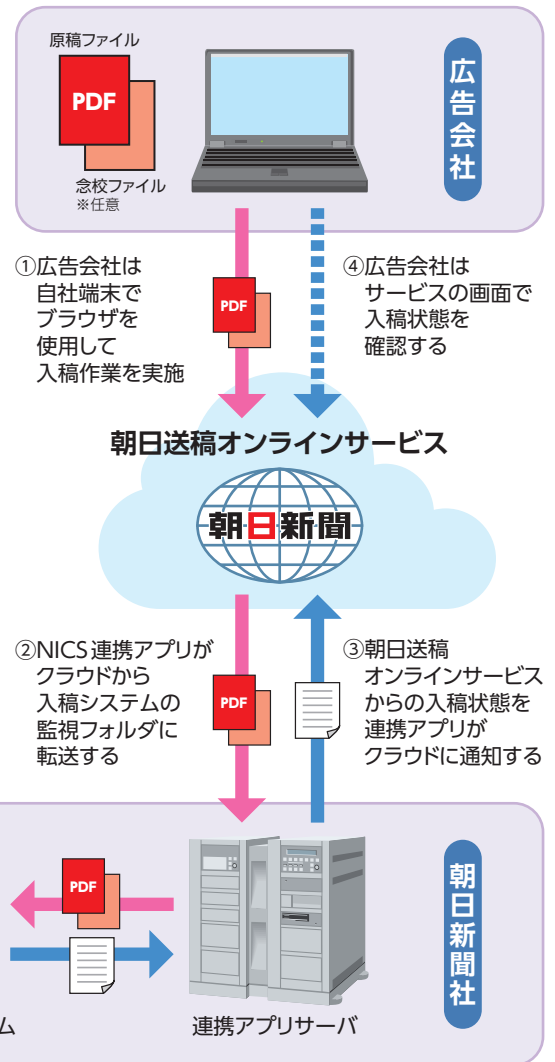 原稿ファイル
PDF
念校ファイル
※任意
広告会社
①広告会社は
自社端末で
ブラウザを
使用して
入稿作業を実施
PDF
④広告会社は
サービスの画面で
入稿状態を
確認する
朝日送稿オンラインサービス
朝日新聞
②NICS連携アプリが
クラウドから
入稿システムの
監視フォルダに
転送する
PDF
③朝日送稿
オンラインサービス
からの入稿状態を
連携アプリが
クラウドに通知する
PDF
ム
連携アプリサーバ
朝日新聞社